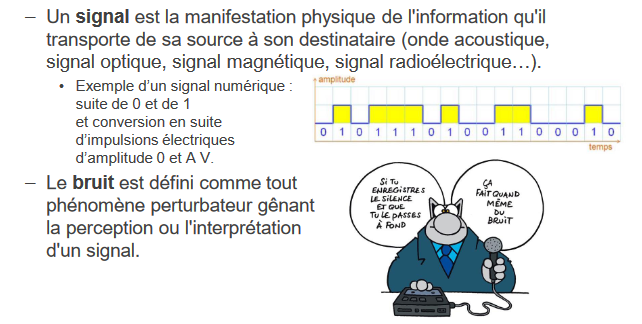 – Un signal est la manifestation physique de l'information qu'il
transporte de sa source à son destinataire (onde acoustique,
signal optique, signal magnétique, signal radioélectrique…).
• Exemple d'un signal numérique :
suite de 0 et de 1
et conversion en suite
d'impulsions électriques
d'amplitude 0 et A V.
amplitude
0 1 0 1 1 1 0 1 0 0 1 1 0 0 0 1 0
temps
– Le bruit est défini comme tout
phénomène perturbateur gênant
la perception ou l'interprétation
d'un signal.
SI TU
ENREGISTRES
LE SILENCE
ET QUE
TU LE PASSES
À FOND
ÇA
FAIT QUAND
MÊME
DU
BRUIT